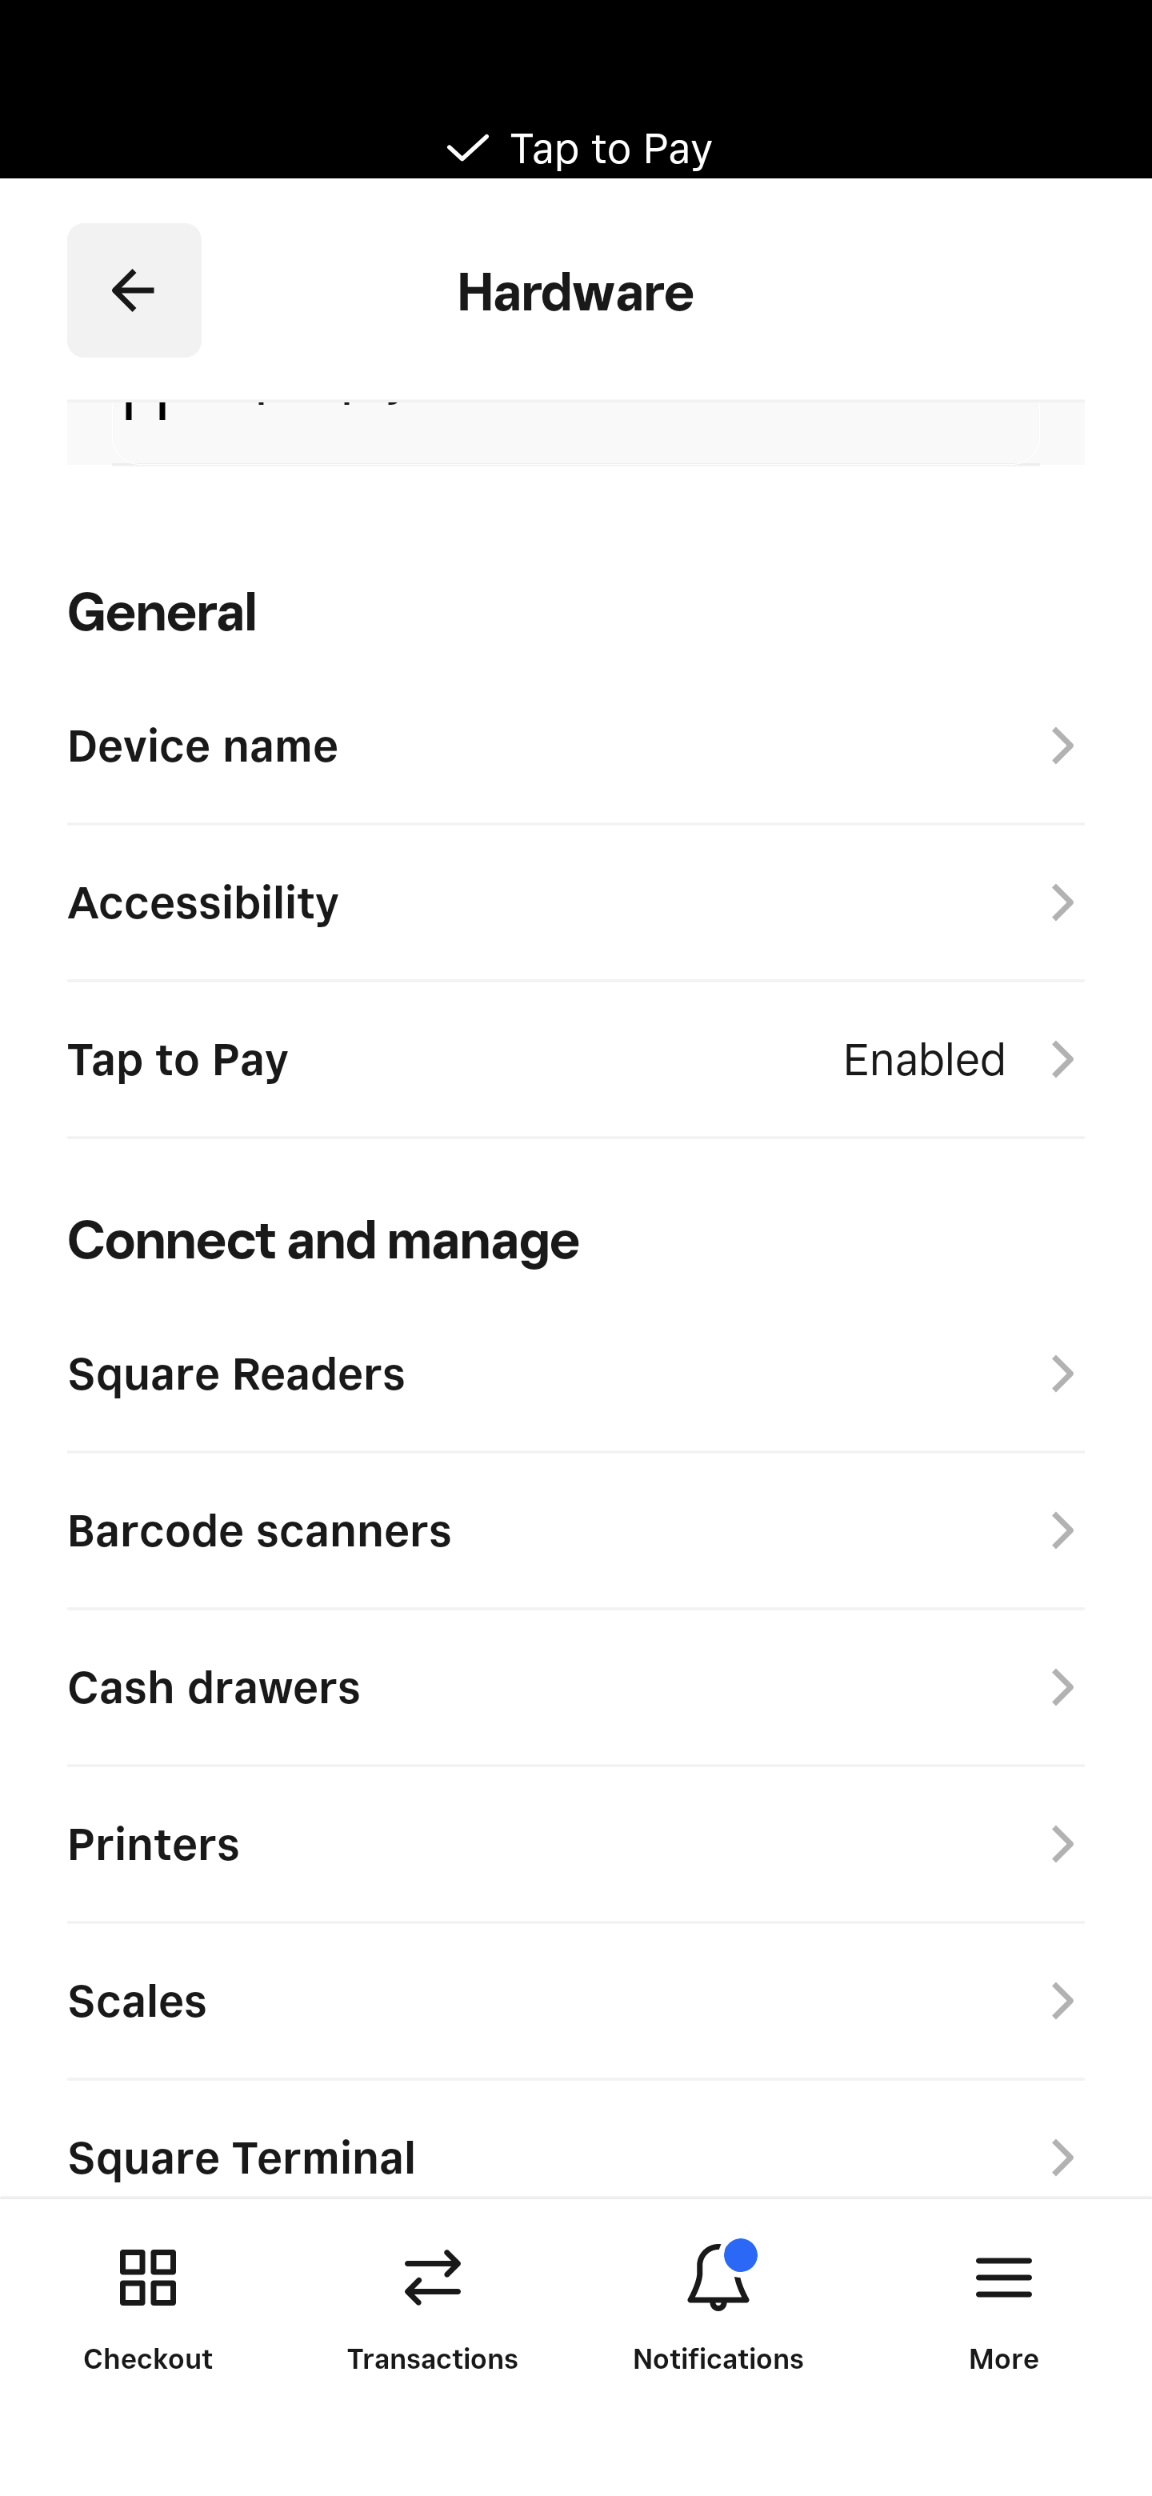 Tap to Pay
Hardware
General
Device name
Accessibility
Tap to Pay Enabled
Connect and manage
Square Readers
Barcode scanners
Cash drawers
Printers
Scales
Square Terminal
Checkout Transactions Notifications More